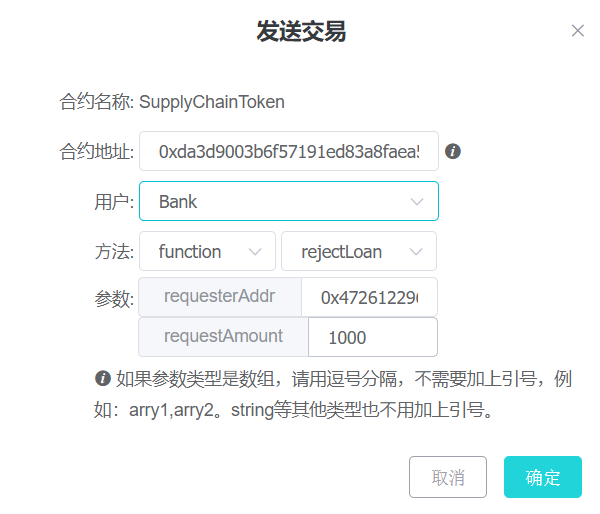 发送交易
合约名称: SupplyChainToken
合约地址: 0xda3d9003b6f57191ed83a8faea5
用户: Bank
方法: function rejectLoan
参数: requesterAddr 0x47261229
requestAmount 1000
如果参数类型是数组，请用逗号分隔，不需要加上引号，例
如：arry1,arry2。string等其他类型也不用加上引号。
取消 确定